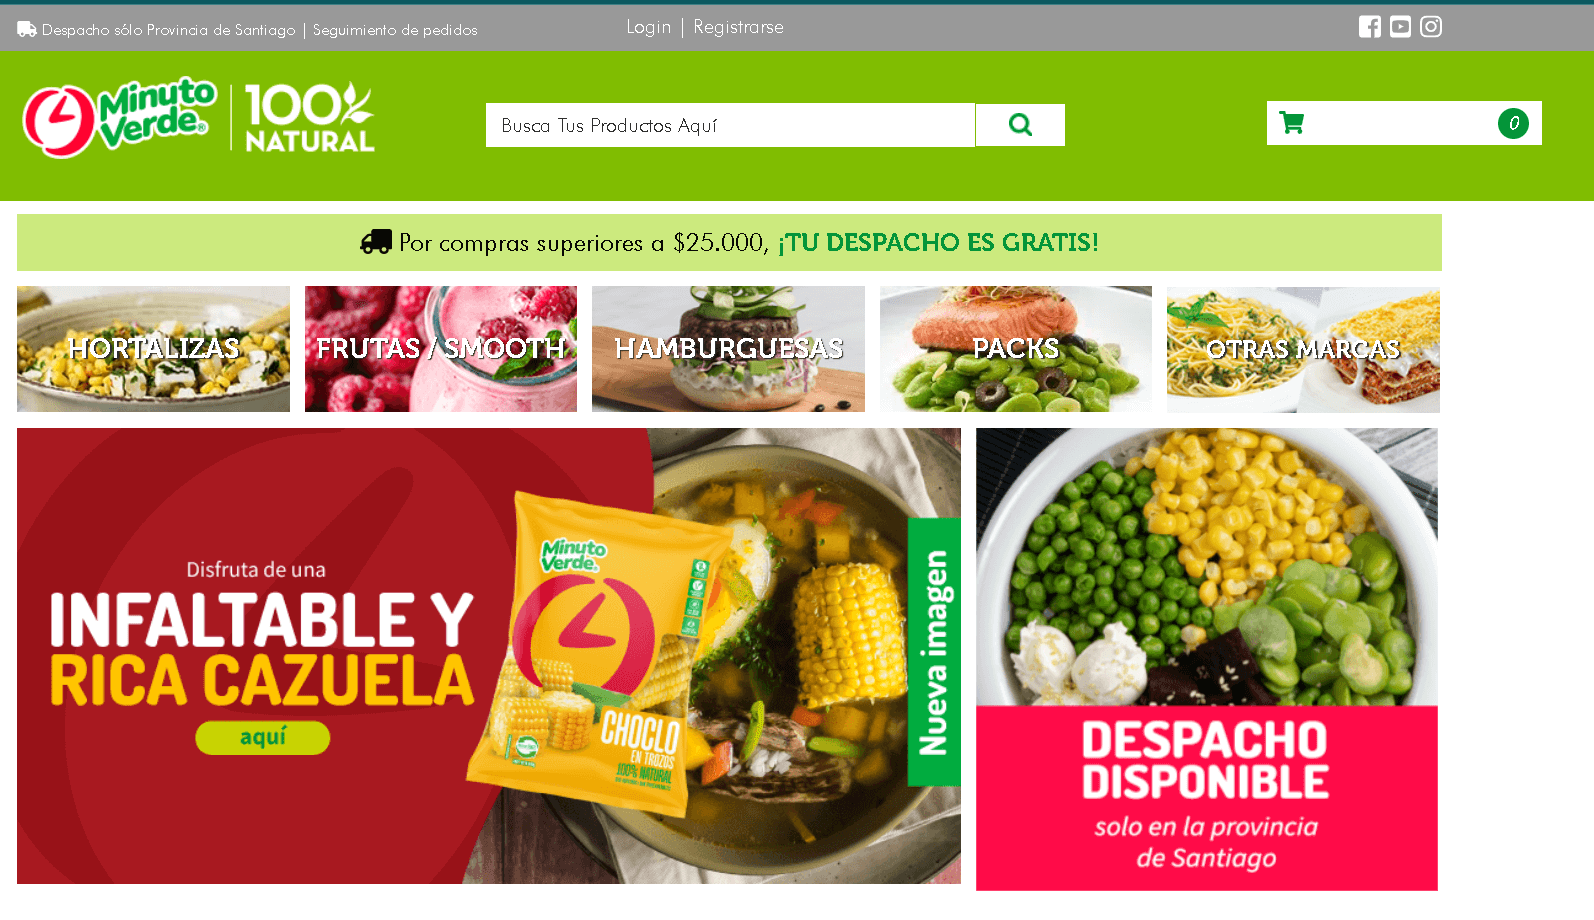 Despacho sólo Provincia de Santiago | Seguimiento de pedidos
Login | Registrarse
Minuto
Verde®
100%
NATURAL
Busca Tus Productos Aquí
0
Por compras superiores a $25.000, ¡TU DESPACHO ES GRATIS!
HORTALIZAS
FRUTAS / SMOOTH
HAMBURGUESAS
PACKS
OTRAS MARCAS
Disfruta de una
INFALTABLE Y
RICA CAZUELA
aquí
Minuto
Verde®
CHOCLO
EN TROZOS
100% NATURAL
Nueva imagen
DESPACHO
DISPONIBLE
solo en la provincia
de Santiago